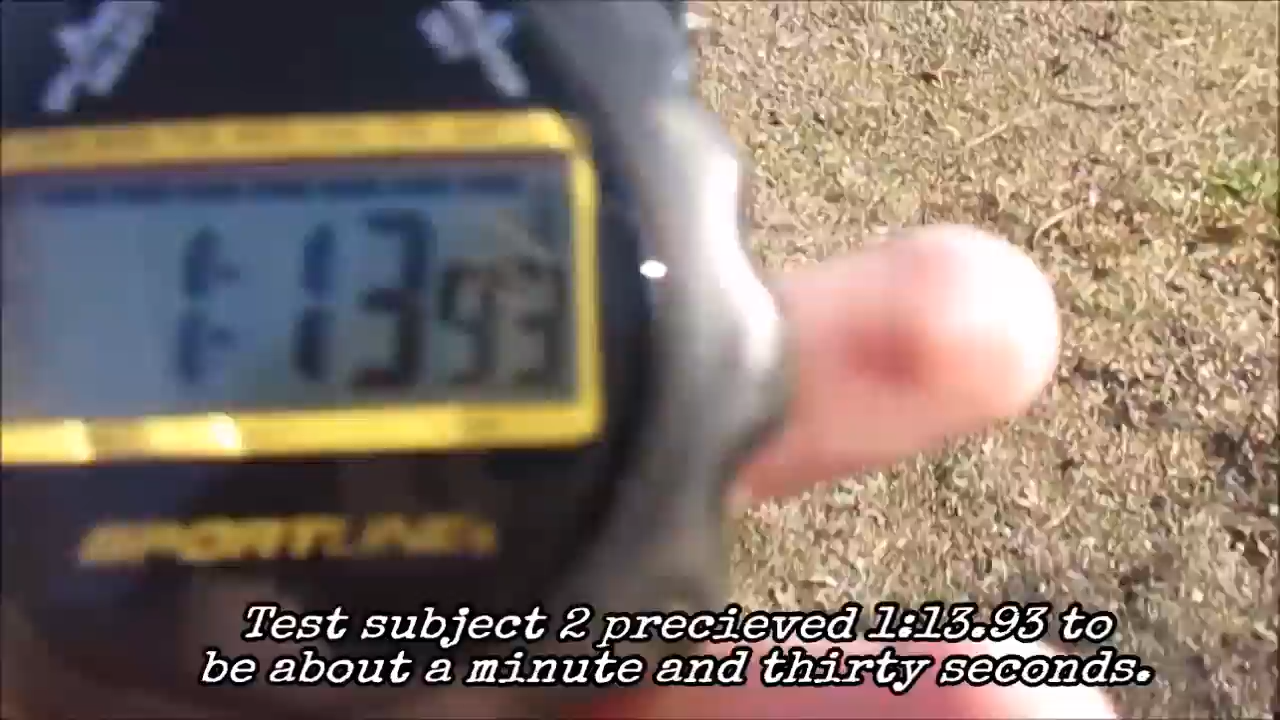 1:13 93
SPORTLINE
Test subject 2 precieved 1:13.93 to
be about a minute and thirty seconds.